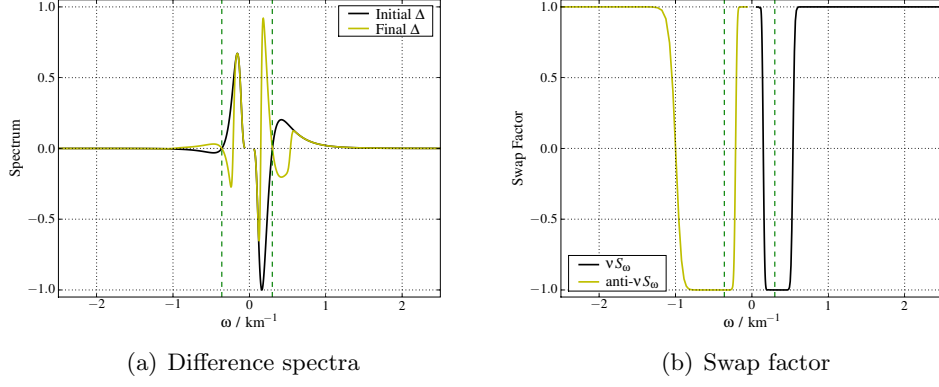 1.0
0.5
0.0
−0.5
−1.0
Spectrum
Initial Δ
Final Δ
−2
−1
0
1
2
ω / km⁻¹
(a) Difference spectra
1.0
0.5
0.0
−0.5
−1.0
Swap Factor
ν S_ω
anti-ν S_ω
−2
−1
0
1
2
ω / km⁻¹
(b) Swap factor